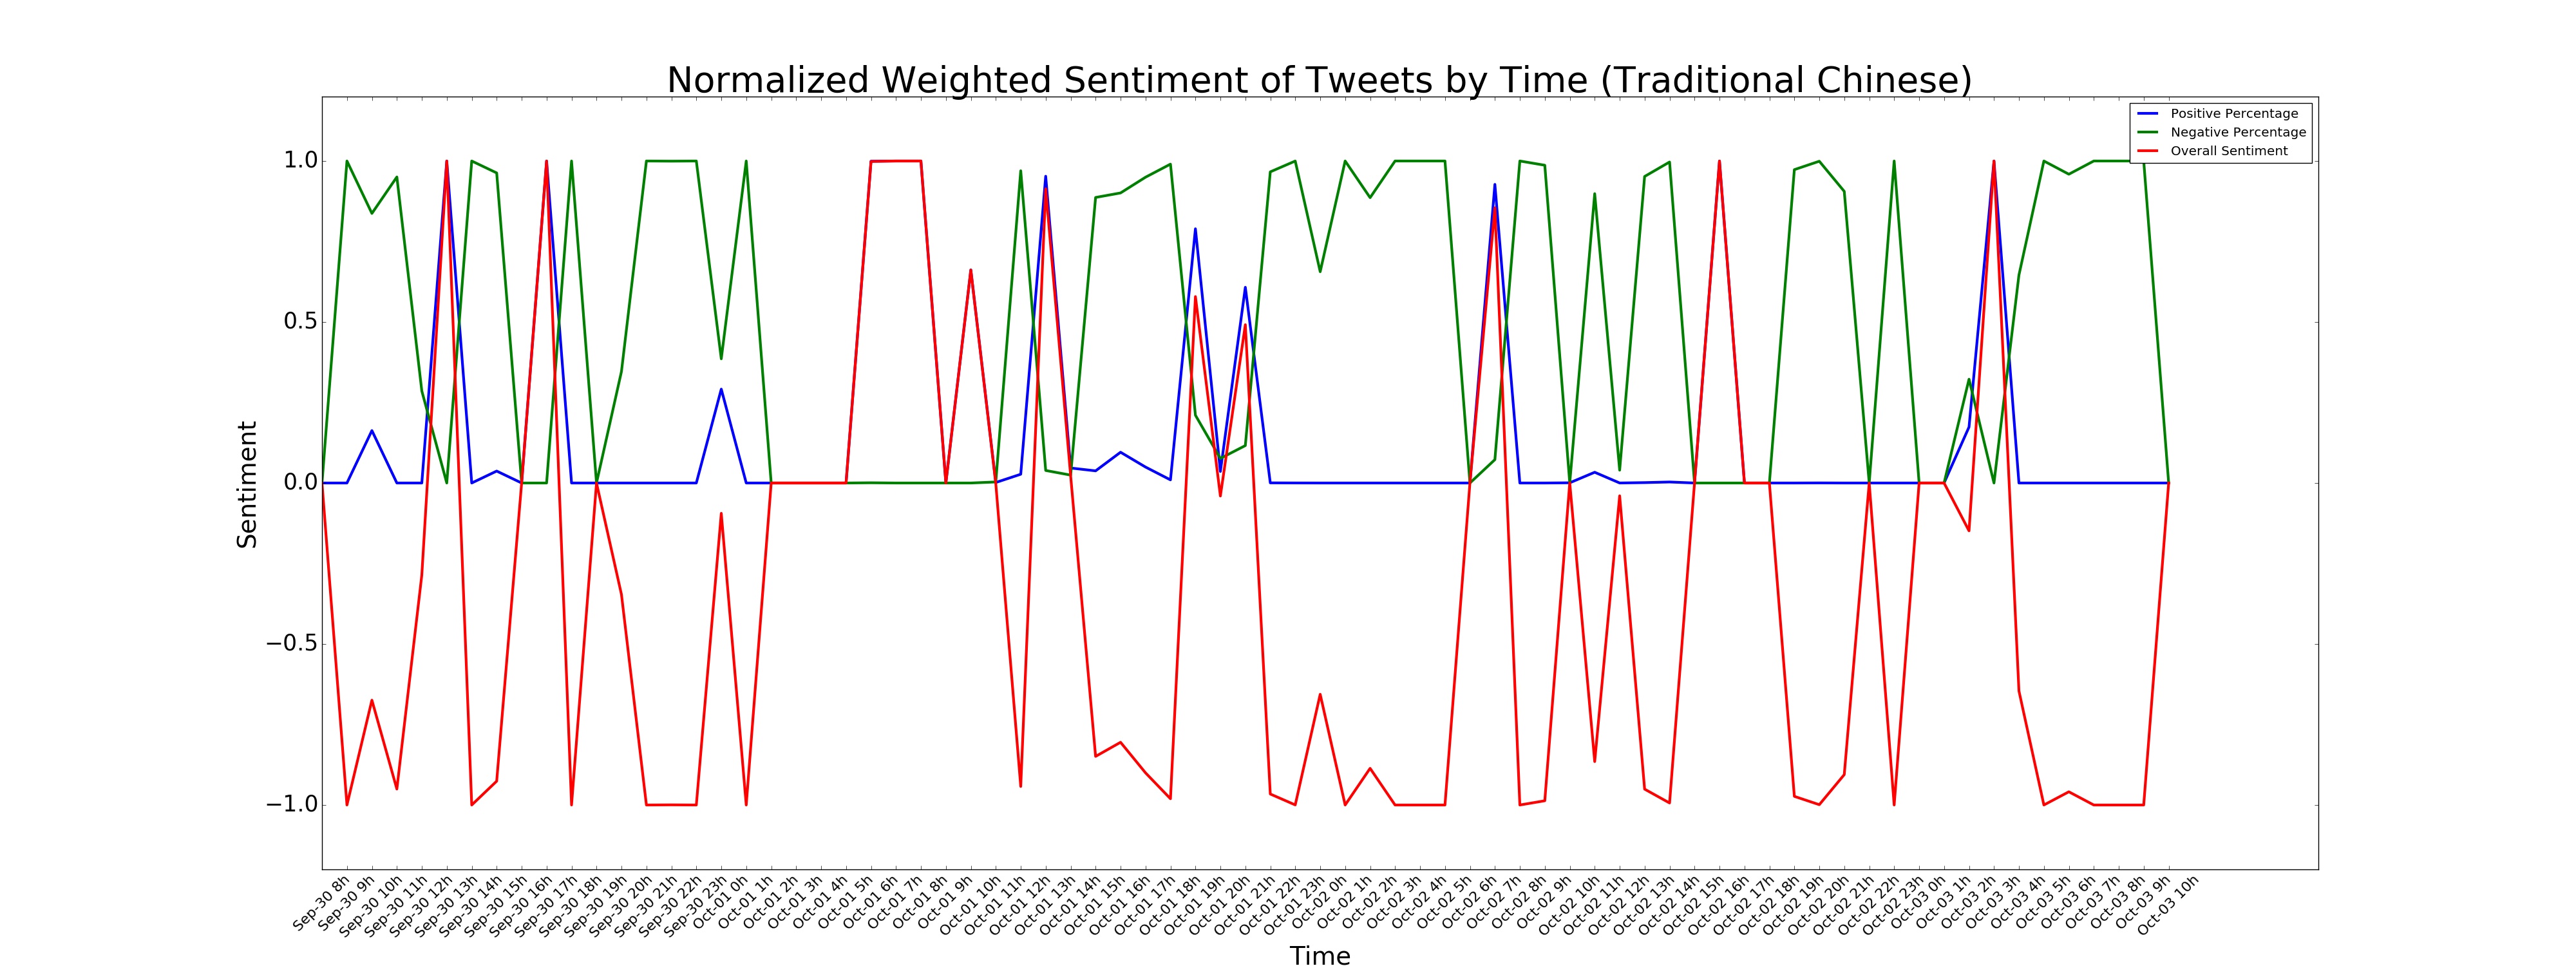 Normalized Weighted Sentiment of Tweets by Time (Traditional Chinese)
Positive Percentage
Negative Percentage
Overall Sentiment
1.0
0.5
0.0
−0.5
−1.0
Sentiment
Sep-30 8h
Sep-30 9h
Sep-30 10h
Sep-30 11h
Sep-30 12h
Sep-30 13h
Sep-30 14h
Sep-30 15h
Sep-30 16h
Sep-30 17h
Sep-30 18h
Sep-30 19h
Sep-30 20h
Sep-30 21h
Sep-30 22h
Sep-30 23h
Oct-01 0h
Oct-01 1h
Oct-01 2h
Oct-01 3h
Oct-01 4h
Oct-01 5h
Oct-01 6h
Oct-01 7h
Oct-01 8h
Oct-01 9h
Oct-01 10h
Oct-01 11h
Oct-01 12h
Oct-01 13h
Oct-01 14h
Oct-01 15h
Oct-01 16h
Oct-01 17h
Oct-01 18h
Oct-01 19h
Oct-01 20h
Oct-01 21h
Oct-01 22h
Oct-01 23h
Oct-02 0h
Oct-02 1h
Oct-02 2h
Oct-02 3h
Oct-02 4h
Oct-02 5h
Oct-02 6h
Oct-02 7h
Oct-02 8h
Oct-02 9h
Oct-02 10h
Oct-02 11h
Oct-02 12h
Oct-02 13h
Oct-02 14h
Oct-02 15h
Oct-02 16h
Oct-02 17h
Oct-02 18h
Oct-02 19h
Oct-02 20h
Oct-02 21h
Oct-02 22h
Oct-02 23h
Oct-03 0h
Oct-03 1h
Oct-03 2h
Oct-03 3h
Oct-03 4h
Oct-03 5h
Oct-03 6h
Oct-03 7h
Oct-03 8h
Oct-03 9h
Oct-03 10h
Time